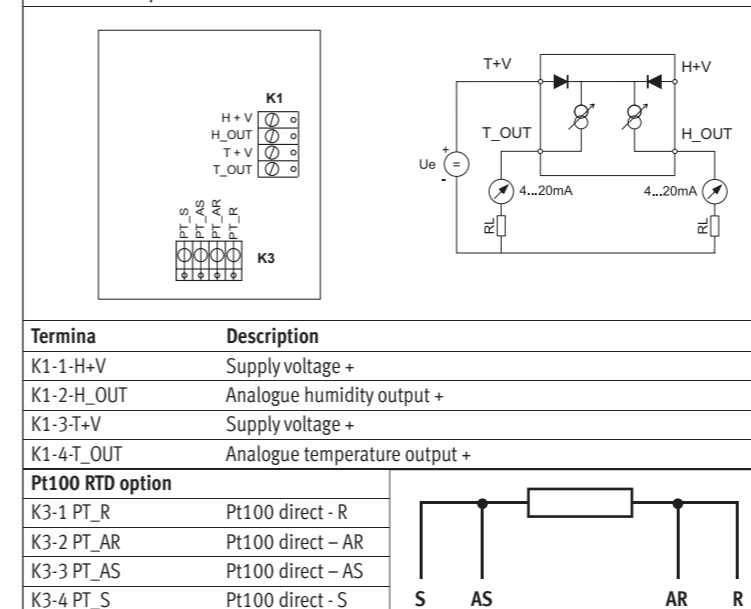 K1
H + V
H_OUT
T + V
T_OUT
PT_S
PT_AS
PT_AR
PT_R
K3
T+V
H+V
T_OUT
H_OUT
+
Ue
=
-
4...20mA
4...20mA
RL
RL
Termina Description
K1-1-H+V Supply voltage +
K1-2-H_OUT Analogue humidity output +
K1-3-T+V Supply voltage +
K1-4-T_OUT Analogue temperature output +
Pt100 RTD option
K3-1 PT_R Pt100 direct - R
K3-2 PT_AR Pt100 direct – AR
K3-3 PT_AS Pt100 direct – AS
K3-4 PT_S Pt100 direct - S
S AS AR R